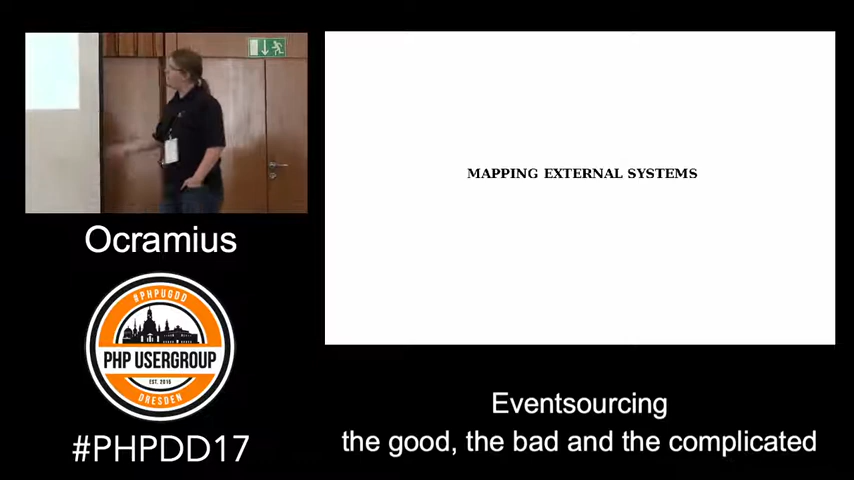 MAPPING EXTERNAL SYSTEMS
Ocramius
#PHPUGDD
PHP USERGROUP
EST. 2016
DRESDEN
#PHPDD17
Eventsourcing
the good, the bad and the complicated